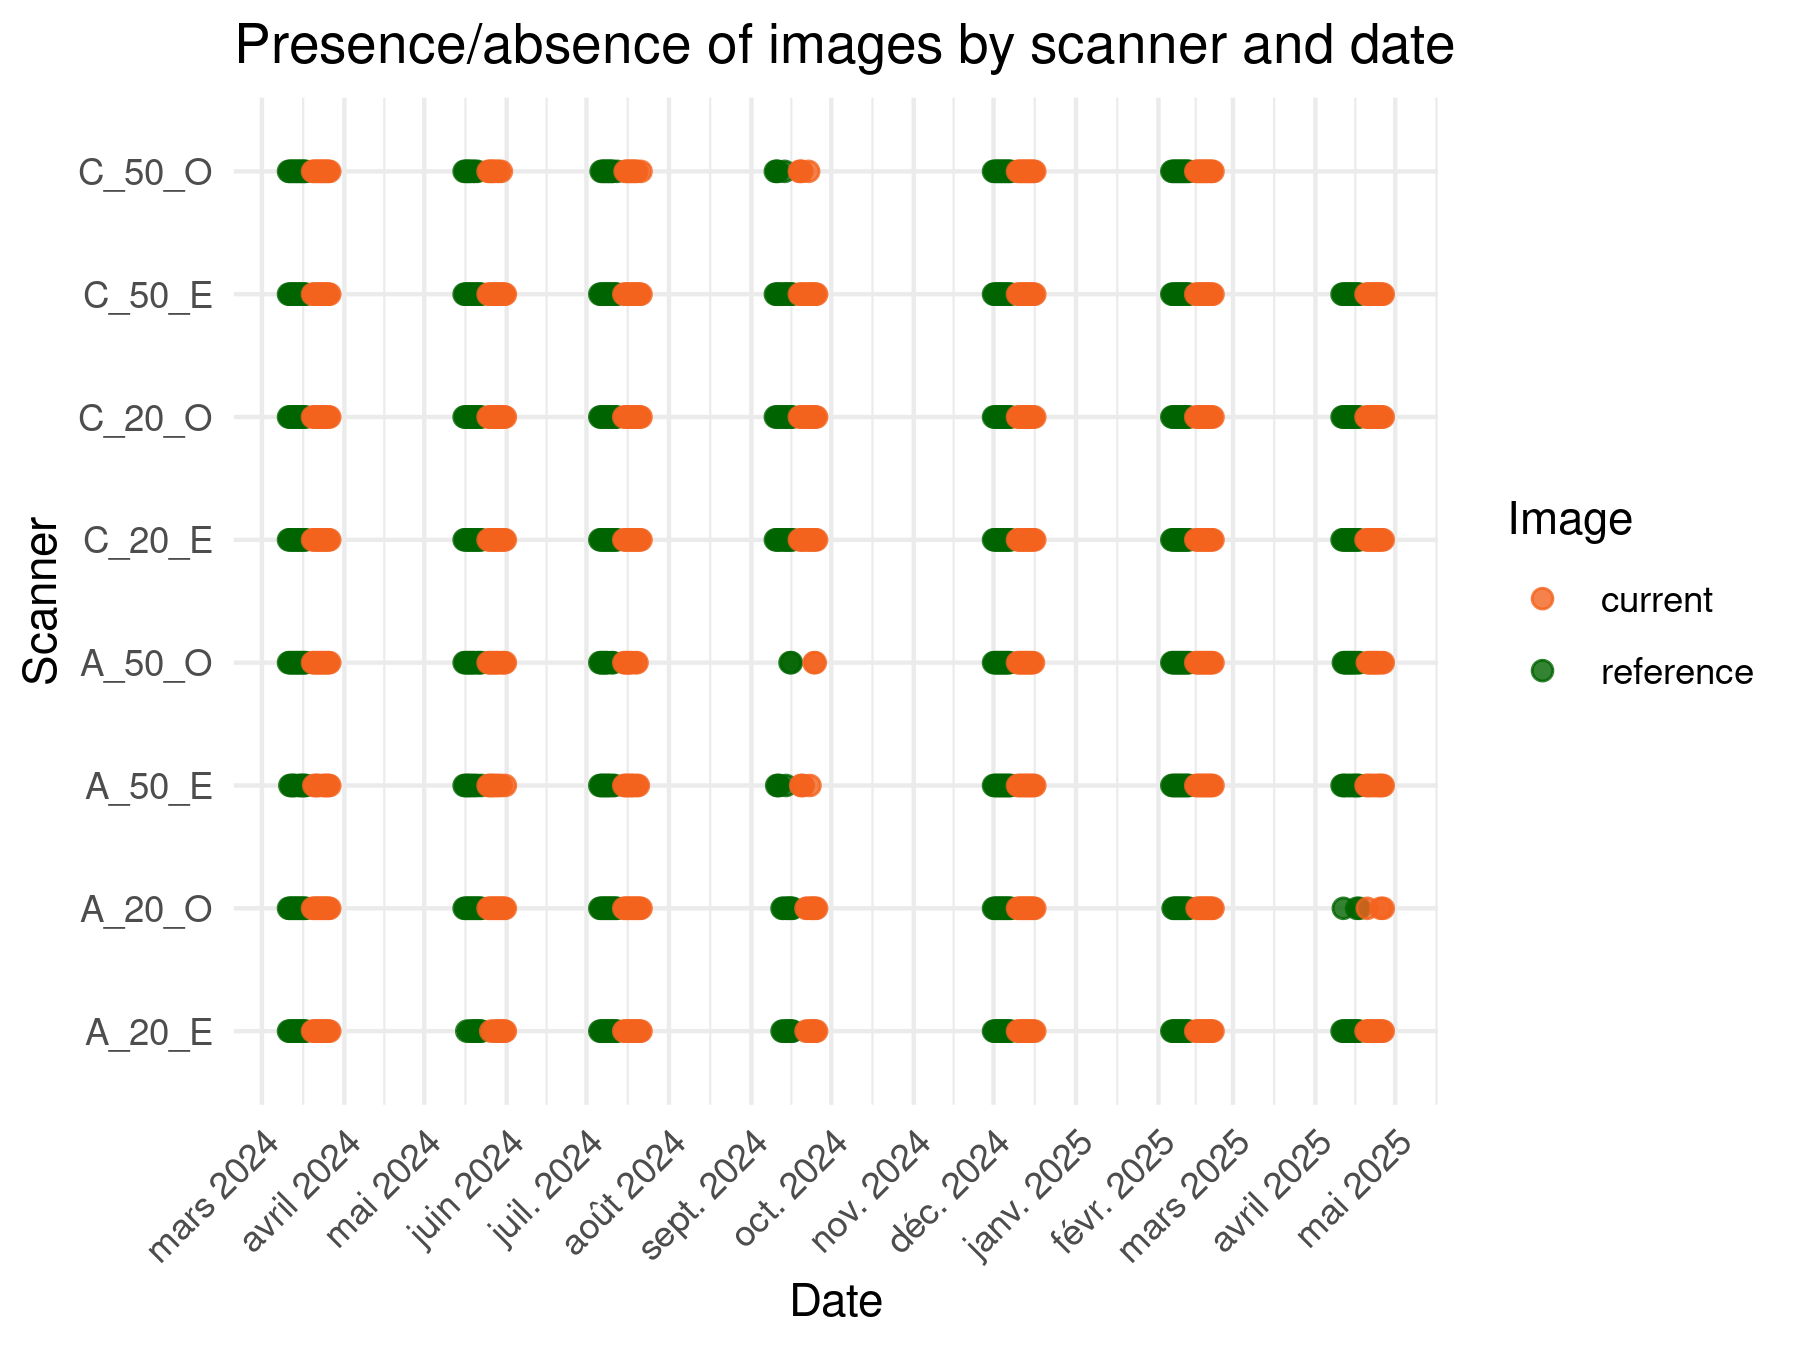 Presence/absence of images by scanner and date
Scanner
C_50_O
C_50_E
C_20_O
C_20_E
A_50_O
A_50_E
A_20_O
A_20_E
mars 2024
avril 2024
mai 2024
juin 2024
juil. 2024
août 2024
sept. 2024
oct. 2024
nov. 2024
déc. 2024
janv. 2025
févr. 2025
mars 2025
avril 2025
mai 2025
Date
Image
current
reference